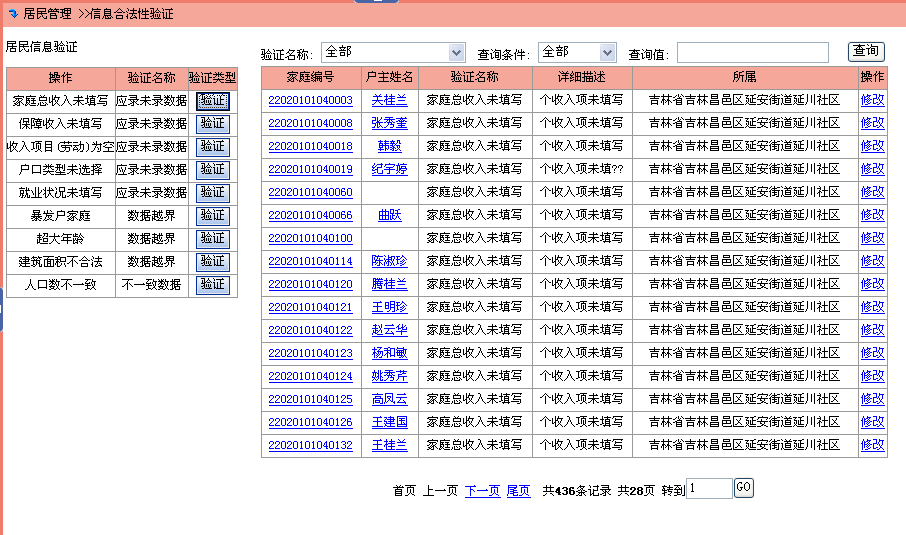 居民管理 >>信息合法性验证
居民信息验证
操作 验证名称 验证类型
家庭总收入未填写 应录未录数据 验证
保障收入未填写 应录未录数据 验证
收入项目(劳动)为空 应录未录数据 验证
户口类型未选择 应录未录数据 验证
就业状况未填写 应录未录数据 验证
暴发户家庭 数据越界 验证
超大年龄 数据越界 验证
建筑面积不合法 数据越界 验证
人口数不一致 不一致数据 验证
验证名称: 全部 查询条件: 全部 查询值: 查询
家庭编号 户主姓名 验证名称 详细描述 所属 操作
22020101040003 关桂兰 家庭总收入未填写 个收入项未填写 吉林省吉林昌邑区延安街道延川社区 修改
22020101040008 张秀奎 家庭总收入未填写 个收入项未填写 吉林省吉林昌邑区延安街道延川社区 修改
22020101040018 韩毅 家庭总收入未填写 个收入项未填写 吉林省吉林昌邑区延安街道延川社区 修改
22020101040019 纪宇婷 家庭总收入未填写 个收入项未填?? 吉林省吉林昌邑区延安街道延川社区 修改
22020101040060 家庭总收入未填写 个收入项未填写 吉林省吉林昌邑区延安街道延川社区 修改
22020101040066 曲跃 家庭总收入未填写 个收入项未填写 吉林省吉林昌邑区延安街道延川社区 修改
22020101040100 家庭总收入未填写 个收入项未填写 吉林省吉林昌邑区延安街道延川社区 修改
22020101040114 陈淑珍 家庭总收入未填写 个收入项未填写 吉林省吉林昌邑区延安街道延川社区 修改
22020101040120 腾桂兰 家庭总收入未填写 个收入项未填写 吉林省吉林昌邑区延安街道延川社区 修改
22020101040121 王明珍 家庭总收入未填写 个收入项未填写 吉林省吉林昌邑区延安街道延川社区 修改
22020101040122 赵云华 家庭总收入未填写 个收入项未填写 吉林省吉林昌邑区延安街道延川社区 修改
22020101040123 杨和敏 家庭总收入未填写 个收入项未填写 吉林省吉林昌邑区延安街道延川社区 修改
22020101040124 姚秀芹 家庭总收入未填写 个收入项未填写 吉林省吉林昌邑区延安街道延川社区 修改
22020101040125 高凤云 家庭总收入未填写 个收入项未填写 吉林省吉林昌邑区延安街道延川社区 修改
22020101040126 王建国 家庭总收入未填写 个收入项未填写 吉林省吉林昌邑区延安街道延川社区 修改
22020101040132 王桂兰 家庭总收入未填写 个收入项未填写 吉林省吉林昌邑区延安街道延川社区 修改
首页 上一页 下一页 尾页 共436条记录 共28页 转到 1 GO